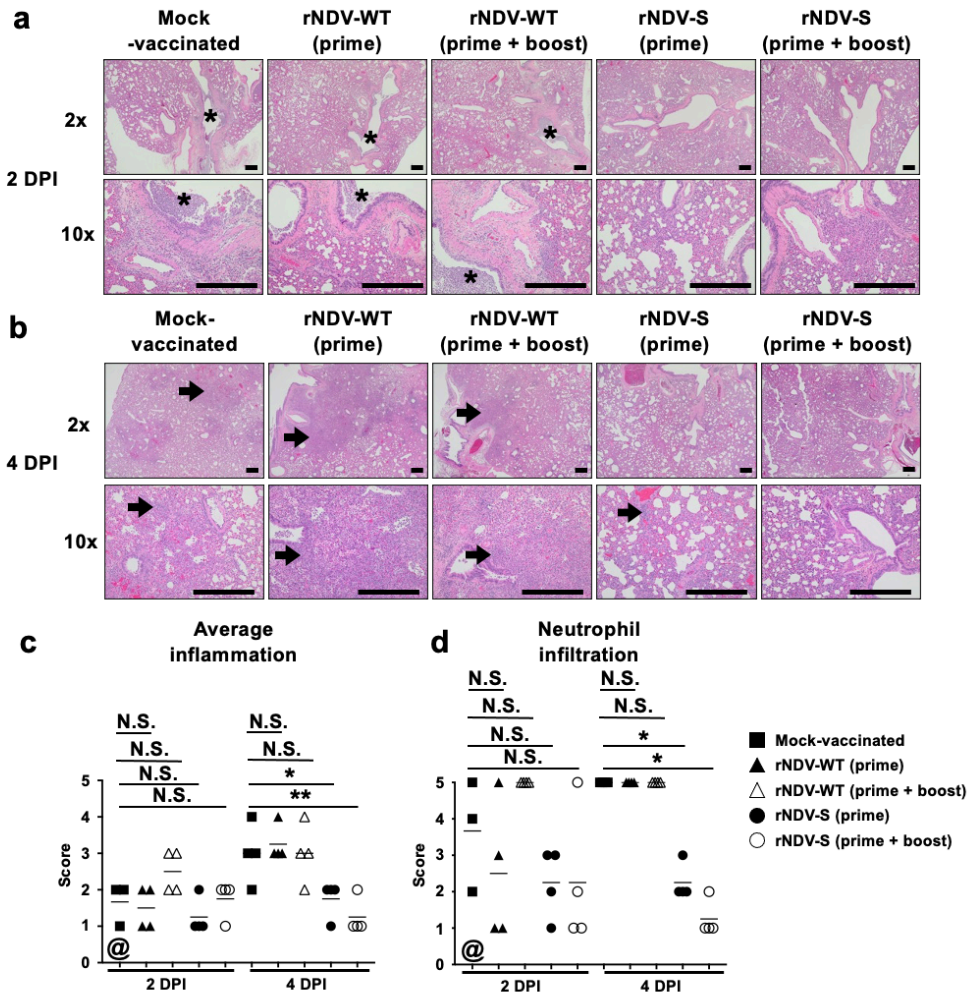 a
Mock
-vaccinated
rNDV-WT
(prime)
rNDV-WT
(prime + boost)
rNDV-S
(prime)
rNDV-S
(prime + boost)
2x
*
*
*
2 DPI
10x
*
*
*
b
Mock-
vaccinated
rNDV-WT
(prime)
rNDV-WT
(prime + boost)
rNDV-S
(prime)
rNDV-S
(prime + boost)
2x
4 DPI
10x
c
Average
inflammation
N.S.
N.S.
N.S.
N.S.
N.S.
N.S.
*
**
Score
5
4
3
2
1
0
@
2 DPI
4 DPI
d
Neutrophil
infiltration
N.S.
N.S.
N.S.
N.S.
N.S.
N.S.
*
*
Score
5
4
3
2
1
0
@
2 DPI
4 DPI
Mock-vaccinated
rNDV-WT (prime)
rNDV-WT (prime + boost)
rNDV-S (prime)
rNDV-S (prime + boost)